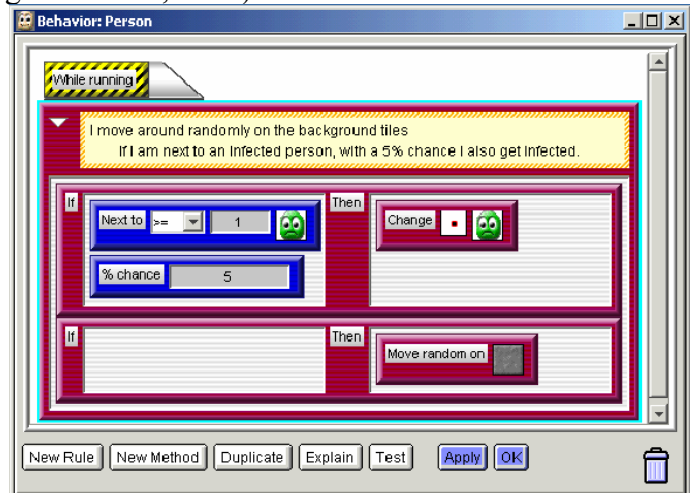 Behavior: Person
While running
I move around randomly on the background tiles
If I am next to an Infected person, with a 5% chance I also get Infected.
If
Next to >= 1
Then
Change
% chance 5
If
Then
Move random on
New Rule New Method Duplicate Explain Test Apply OK